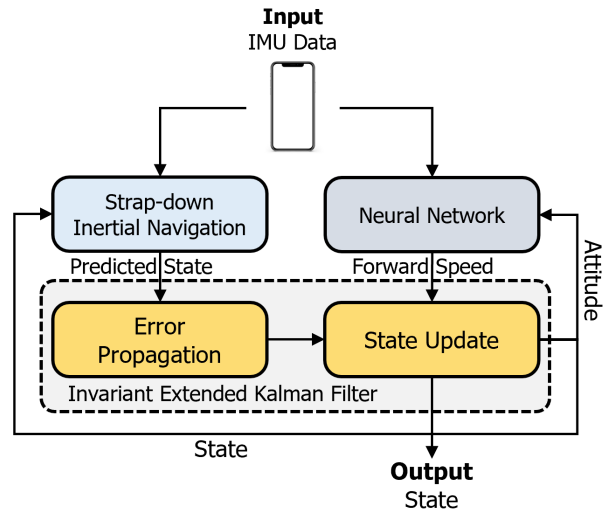 Input
IMU Data
Strap-down
Inertial Navigation
Neural Network
Predicted State
Forward Speed
Attitude
Error
Propagation
State Update
Invariant Extended Kalman Filter
State
Output
State